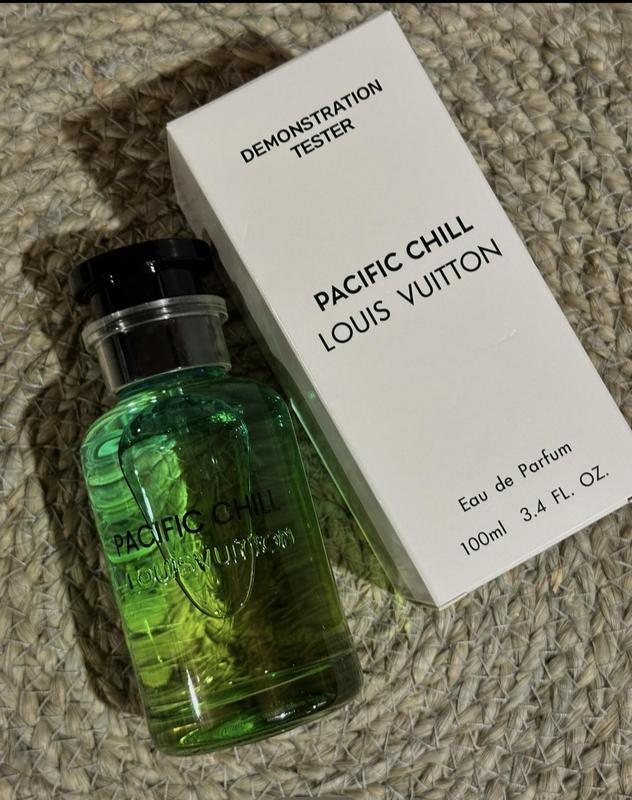 DEMONSTRATION
TESTER
PACIFIC CHILL
LOUIS VUITTON
Eau de Parfum
100ml 3.4 FL. OZ.
PACIFIC CHILL
LOUIS VUITTON